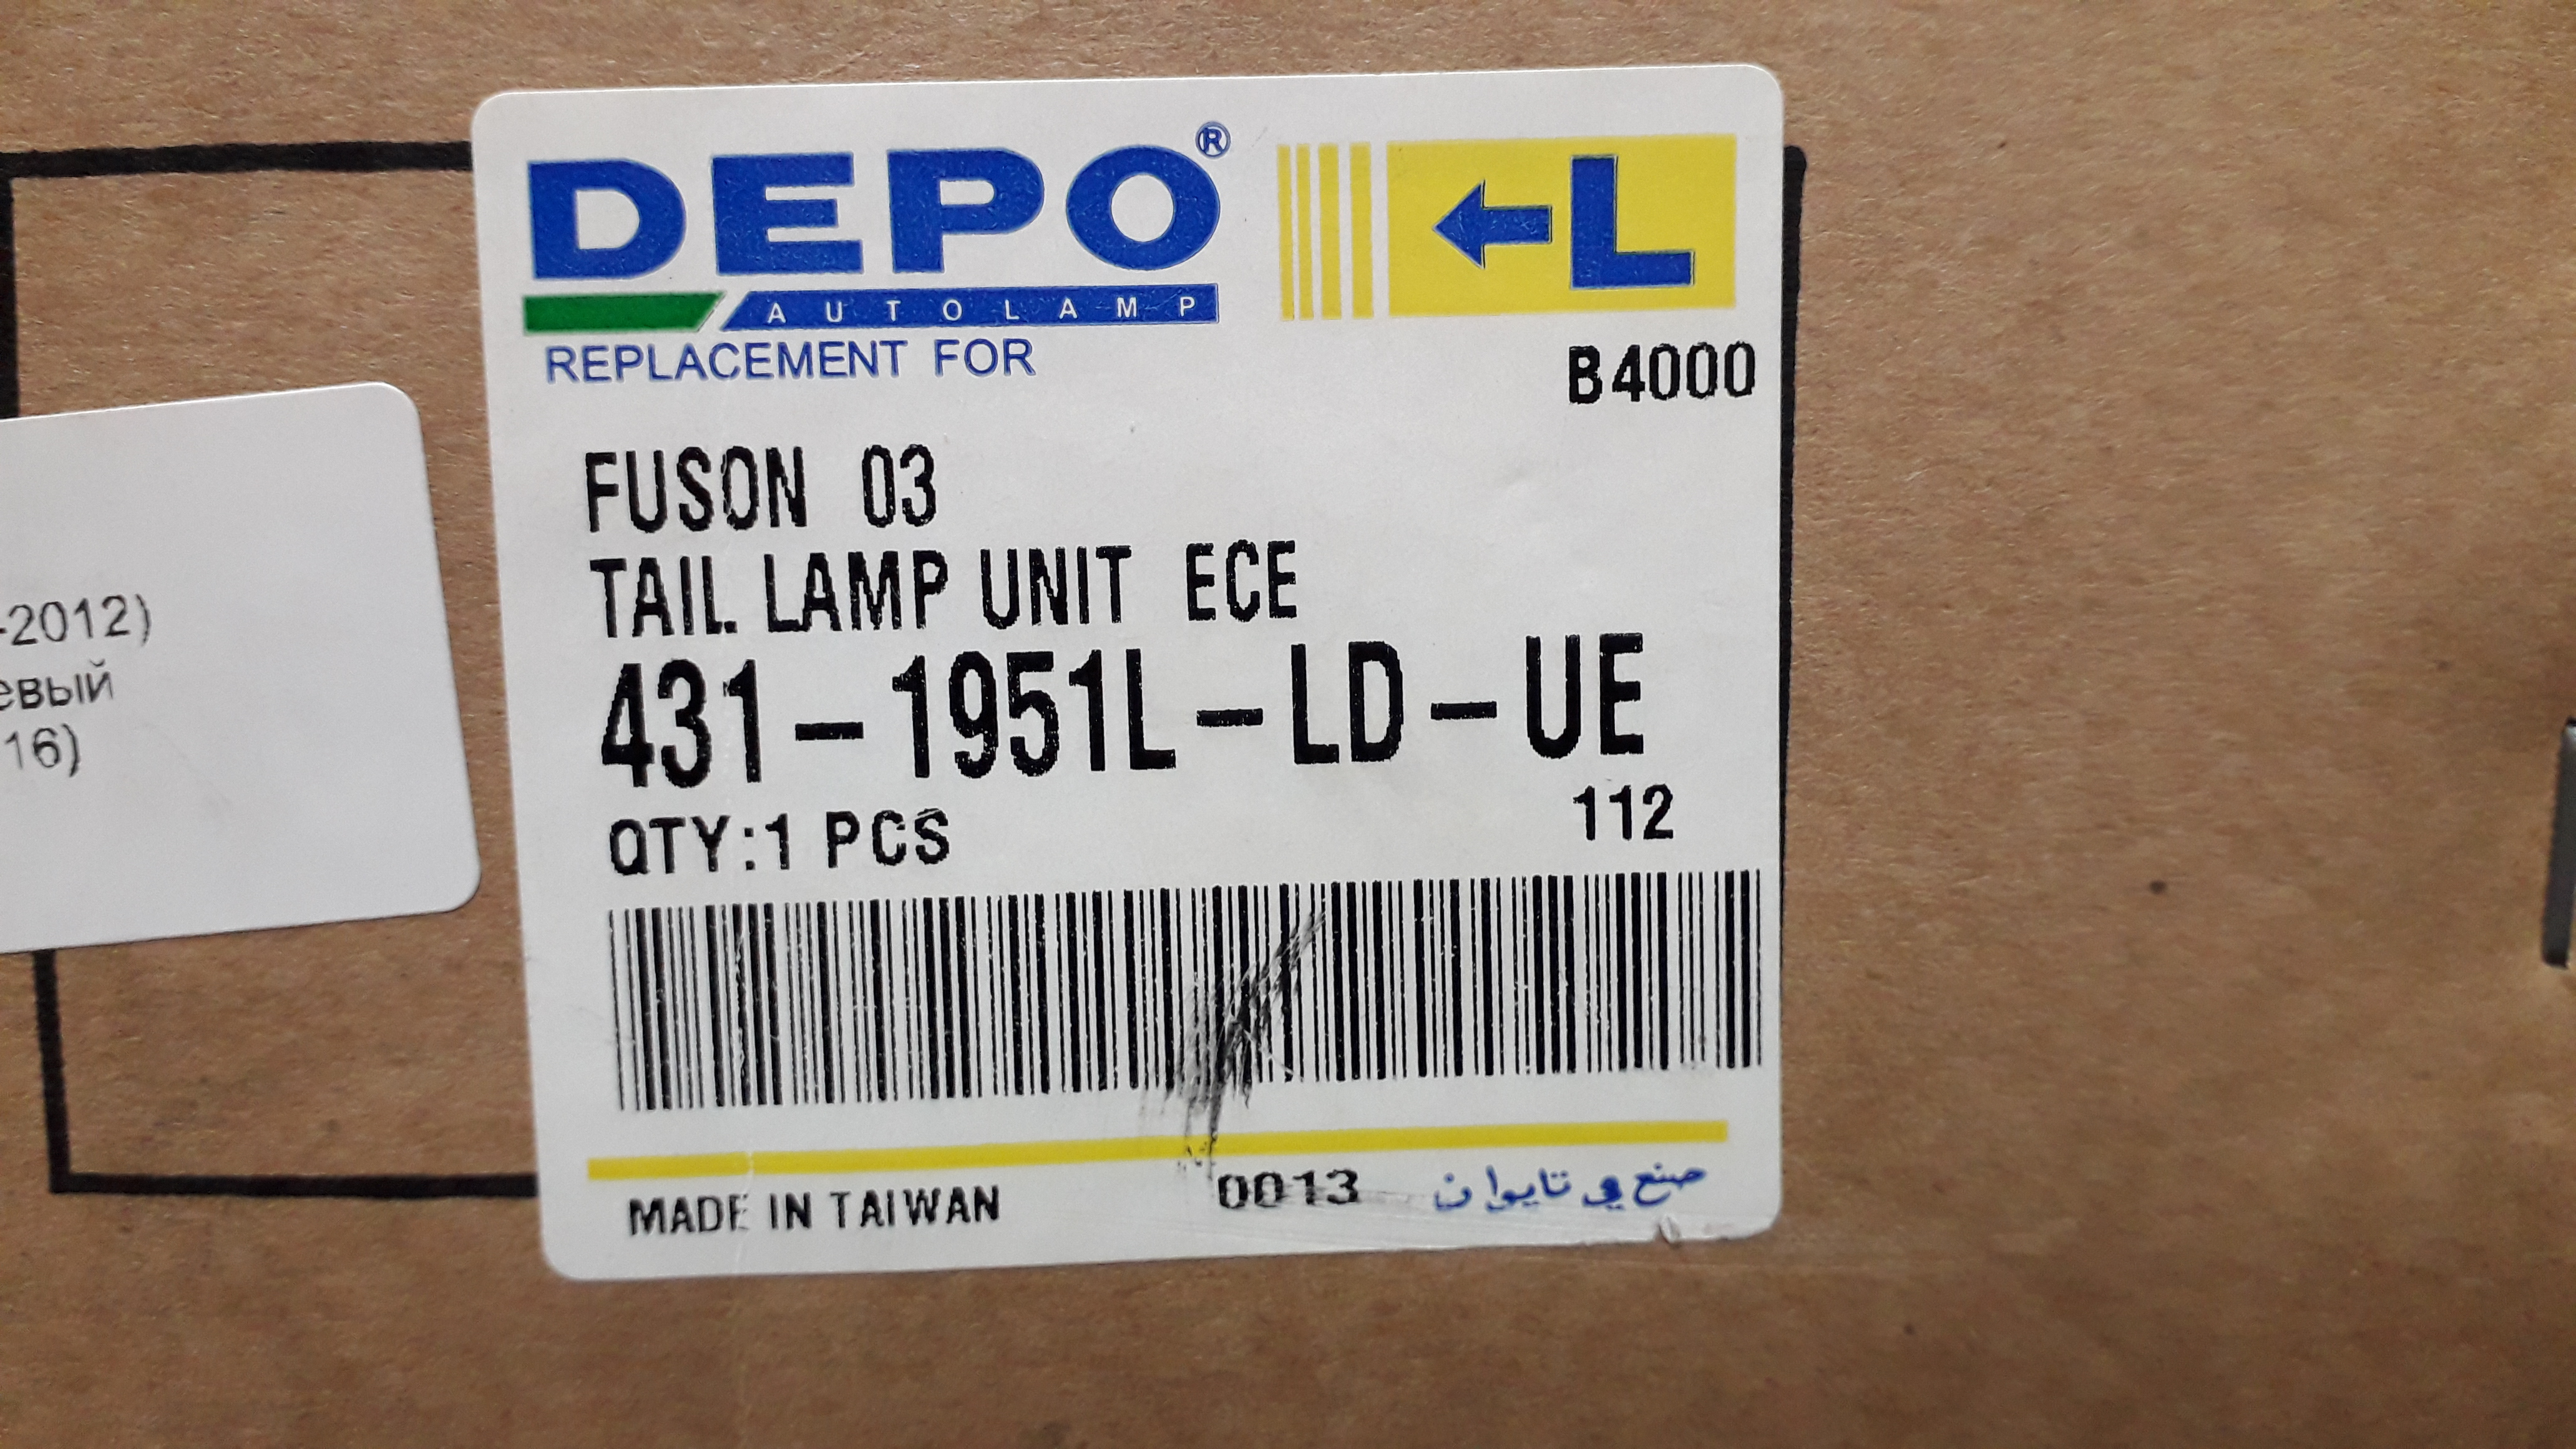 DEPO®
AUTOLAMP
L
REPLACEMENT FOR
B4000
FUSON 03
TAIL. LAMP UNIT ECE
431-1951L-LD-UE
112
QTY:1 PCS
MADE IN TAIWAN
0013
صنع في تايوان
-2012)
евый
16)